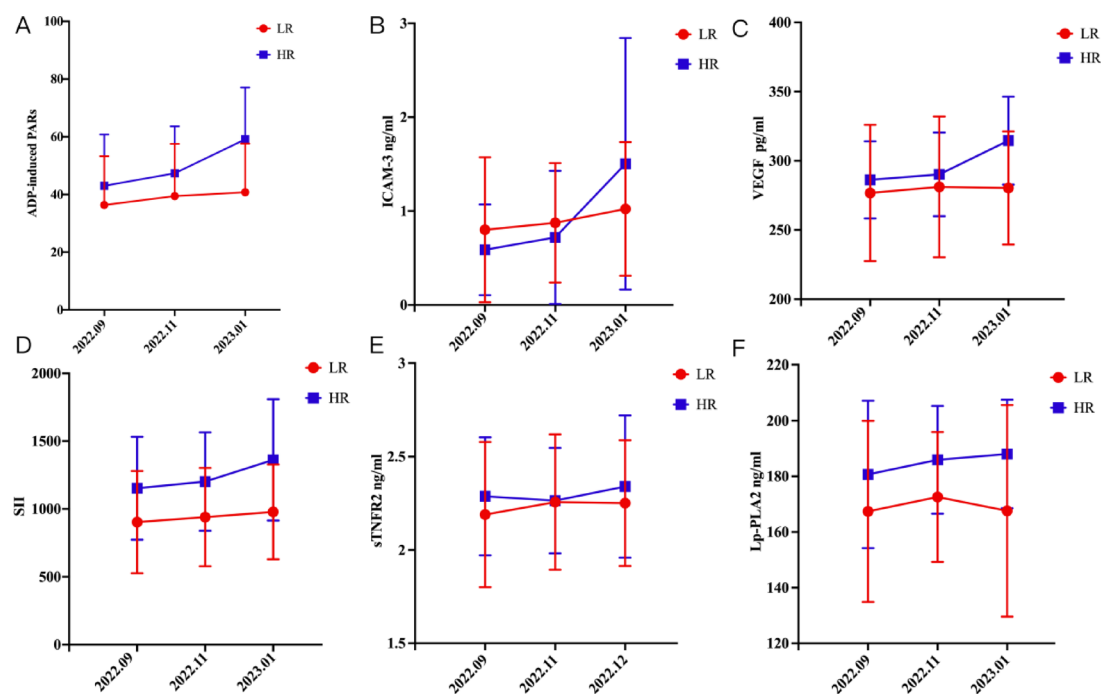 A
ADP-induced PARs
100
80
60
40
20
0
2022.09
2022.11
2023.01
LR
HR
B
ICAM-3 ng/ml
3
2
1
0
2022.09
2022.11
2023.01
LR
HR
C
VEGF pg/ml
400
350
300
250
200
2022.09
2022.11
2023.01
LR
HR
D
SII
2000
1500
1000
500
0
2022.09
2022.11
2023.01
LR
HR
E
sTNFR2 ng/ml
3
2.5
2
1.5
2022.09
2022.11
2022.12
LR
HR
F
Lp-PLA2 ng/ml
220
200
180
160
140
120
2022.09
2022.11
2023.01
LR
HR